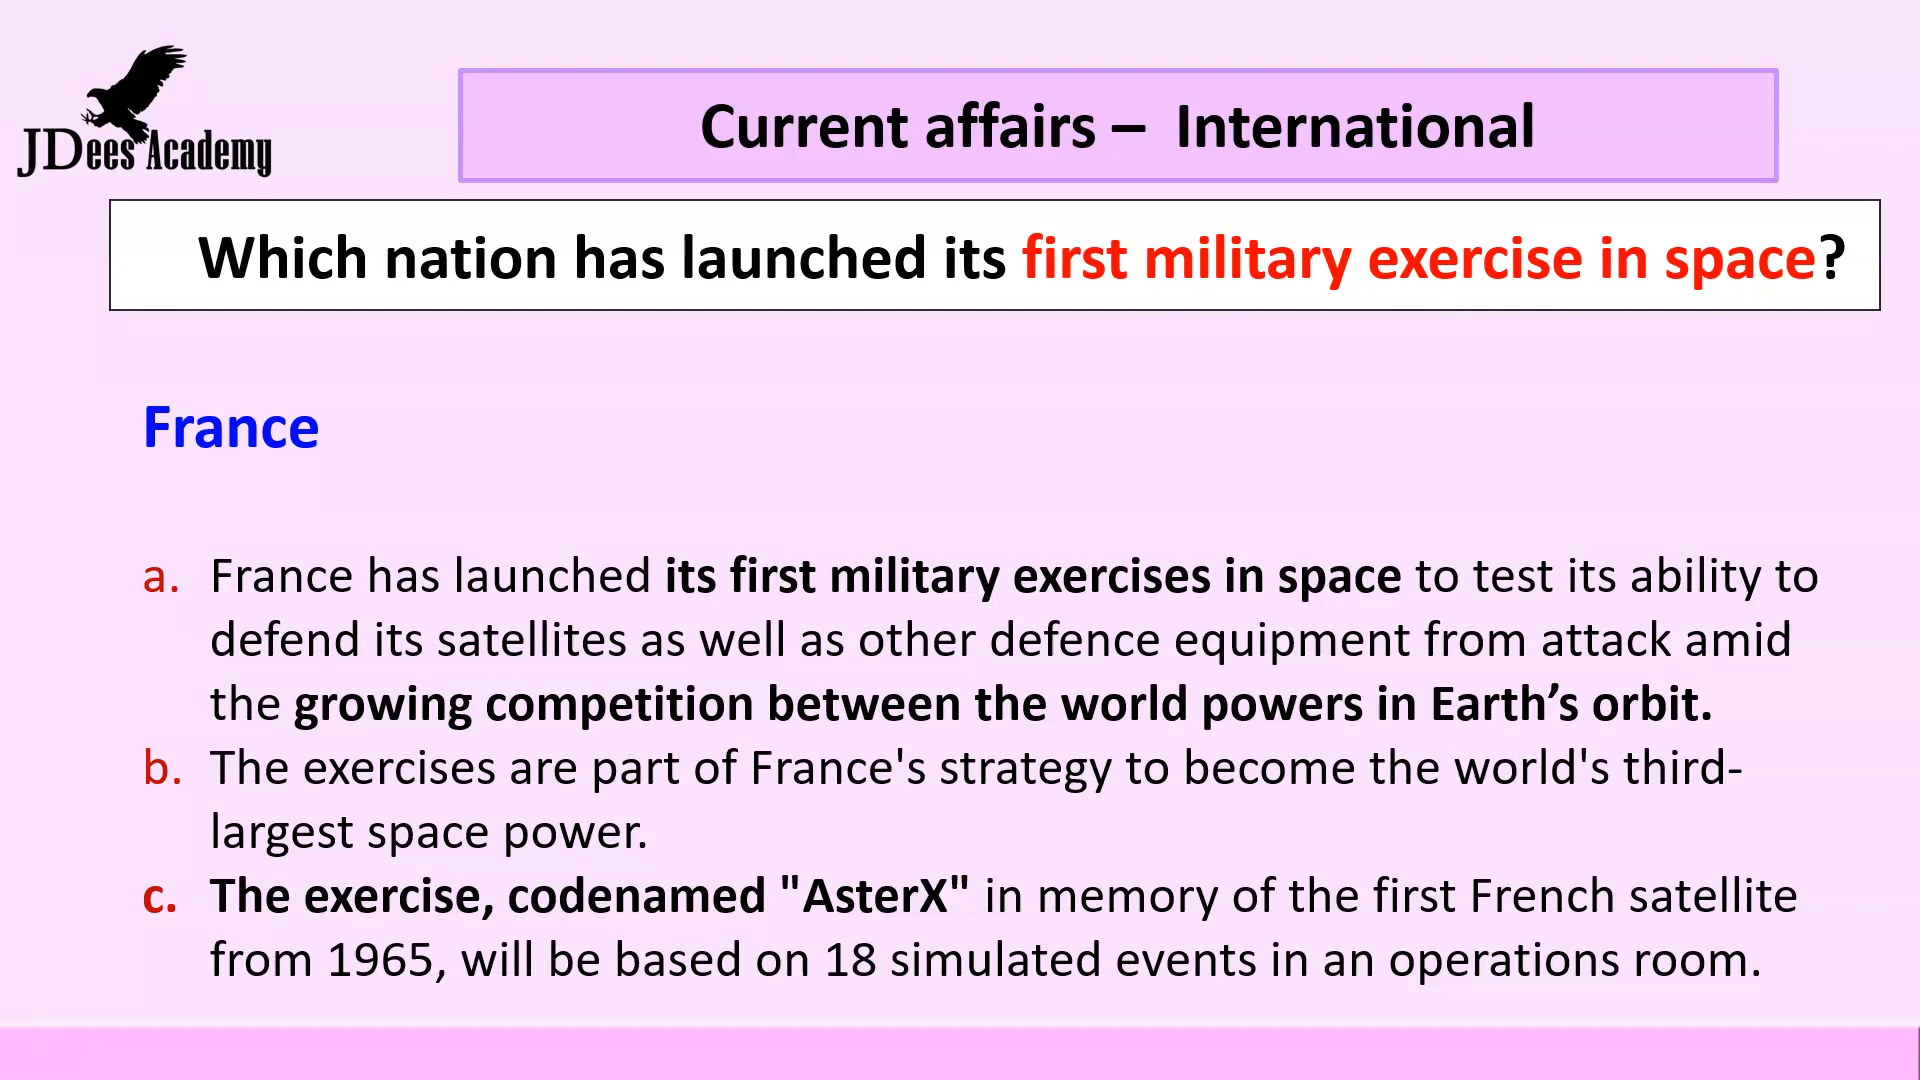 JDees Academy
Current affairs – International
Which nation has launched its first military exercise in space?
France
a. France has launched its first military exercises in space to test its ability to
defend its satellites as well as other defence equipment from attack amid
the growing competition between the world powers in Earth’s orbit.
b. The exercises are part of France's strategy to become the world's third-
largest space power.
c. The exercise, codenamed "AsterX" in memory of the first French satellite
from 1965, will be based on 18 simulated events in an operations room.